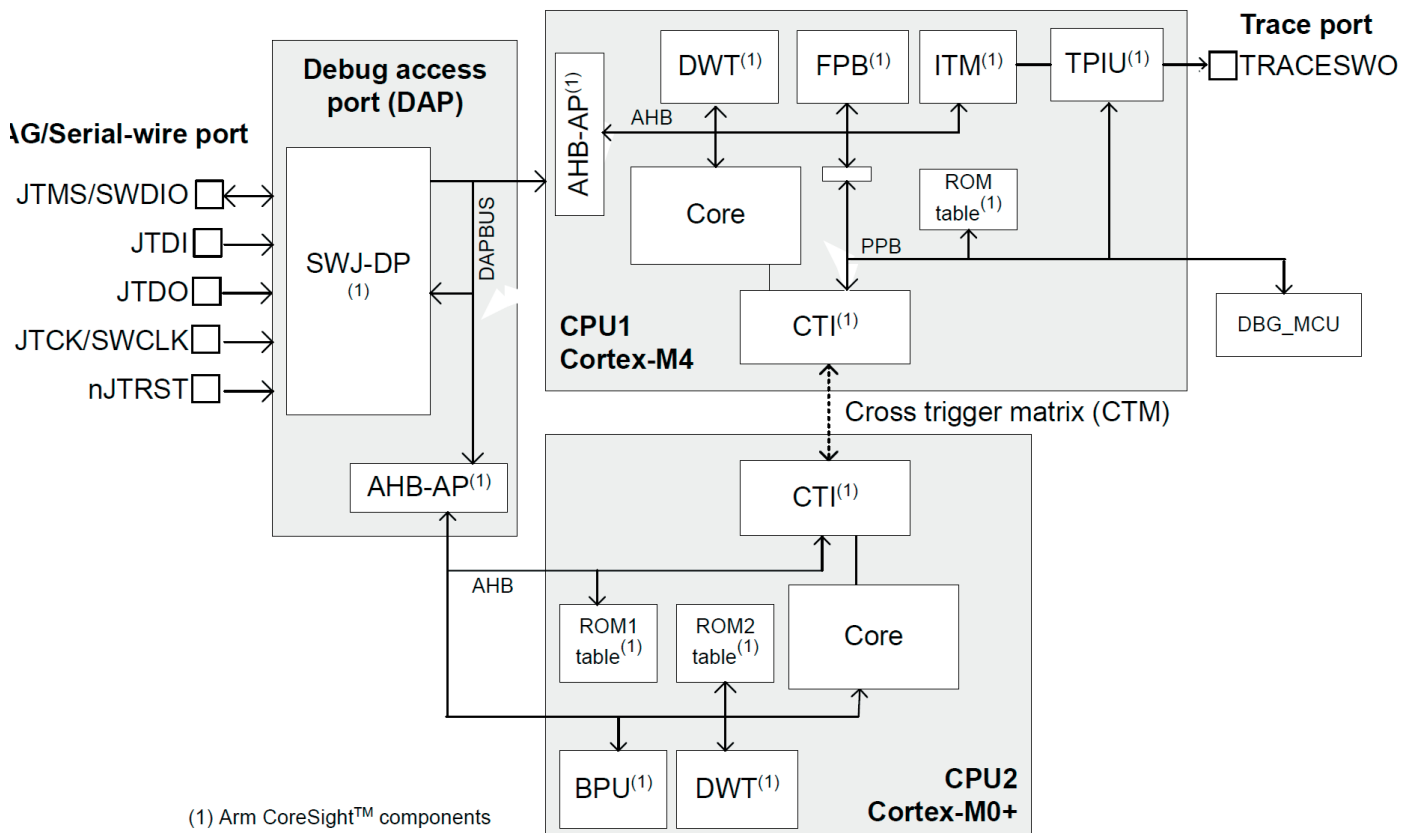 Debug access
port (DAP)
AG/Serial-wire port
JTMS/SWDIO
JTDI
JTDO
JTCK/SWCLK
nJTRST
SWJ-DP
(1)
DAPBUS
AHB-AP(1)
AHB-AP(1)
AHB
DWT(1)
FPB(1)
ITM(1)
TPIU(1)
Trace port
TRACESWO
Core
ROM
table(1)
PPB
CTI(1)
DBG_MCU
CPU1
Cortex-M4
Cross trigger matrix (CTM)
CTI(1)
AHB
ROM1
table(1)
ROM2
table(1)
Core
BPU(1)
DWT(1)
CPU2
Cortex-M0+
(1) Arm CoreSight™ components